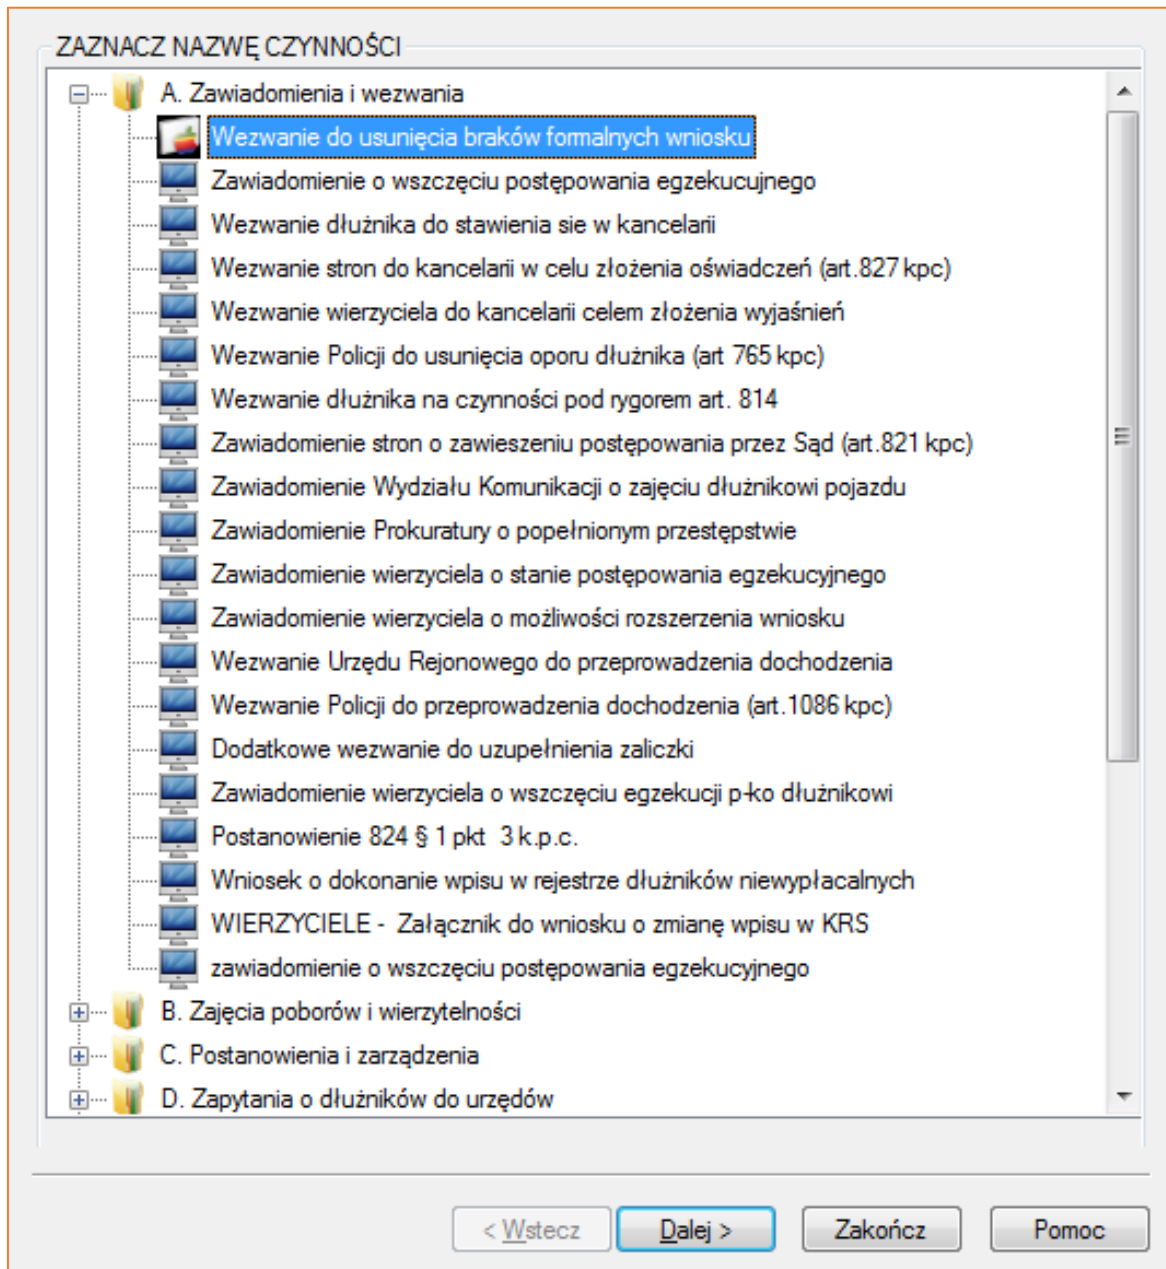 ZAZNACZ NAZWĘ CZYNNOŚCI
A. Zawiadomienia i wezwania
Wezwanie do usunięcia braków formalnych wniosku
Zawiadomienie o wszczęciu postępowania egzekucujnego
Wezwanie dłużnika do stawienia sie w kancelarii
Wezwanie stron do kancelarii w celu złożenia oświadczeń (art.827 kpc)
Wezwanie wierzyciela do kancelarii celem złożenia wyjaśnień
Wezwanie Policji do usunięcia oporu dłużnika (art 765 kpc)
Wezwanie dłużnika na czynności pod rygorem art. 814
Zawiadomienie stron o zawieszeniu postępowania przez Sąd (art.821 kpc)
Zawiadomienie Wydziału Komunikacji o zajęciu dłużnikowi pojazdu
Zawiadomienie Prokuratury o popełnionym przestępstwie
Zawiadomienie wierzyciela o stanie postępowania egzekucyjnego
Zawiadomienie wierzyciela o możliwości rozszerzenia wniosku
Wezwanie Urzędu Rejonowego do przeprowadzenia dochodzenia
Wezwanie Policji do przeprowadzenia dochodzenia (art.1086 kpc)
Dodatkowe wezwanie do uzupełnienia zaliczki
Zawiadomienie wierzyciela o wszczęciu egzekucji p-ko dłużnikowi
Postanowienie 824 § 1 pkt 3 k.p.c.
Wniosek o dokonanie wpisu w rejestrze dłużników niewypłacalnych
WIERZYCIELE - Załącznik do wniosku o zmianę wpisu w KRS
zawiadomienie o wszczęciu postępowania egzekucyjnego
B. Zajęcia poborów i wierzytelności
C. Postanowienia i zarządzenia
D. Zapytania o dłużników do urzędów
< Wstecz Dalej > Zakończ Pomoc